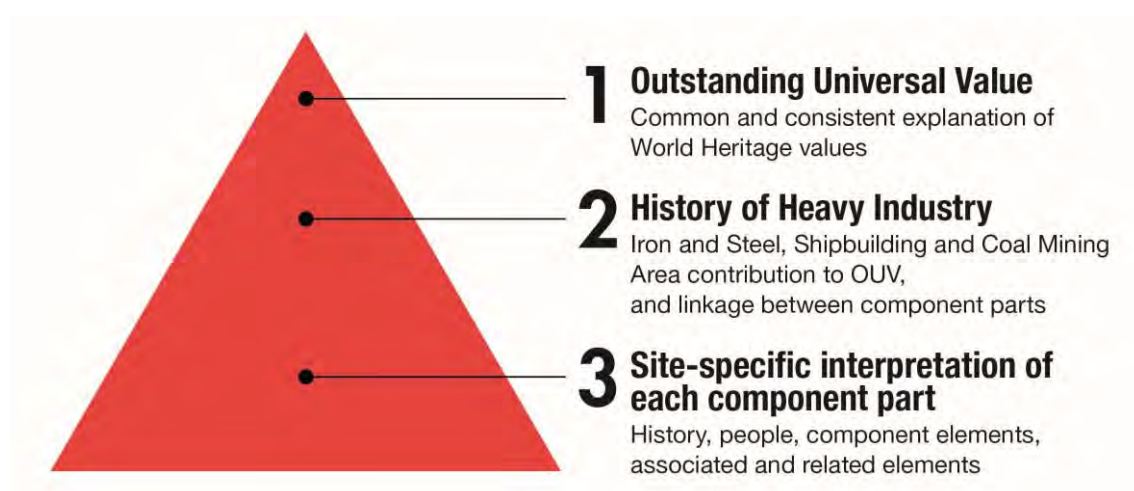 1 Outstanding Universal Value
Common and consistent explanation of
World Heritage values
2 History of Heavy Industry
Iron and Steel, Shipbuilding and Coal Mining
Area contribution to OUV,
and linkage between component parts
3 Site-specific interpretation of
each component part
History, people, component elements,
associated and related elements